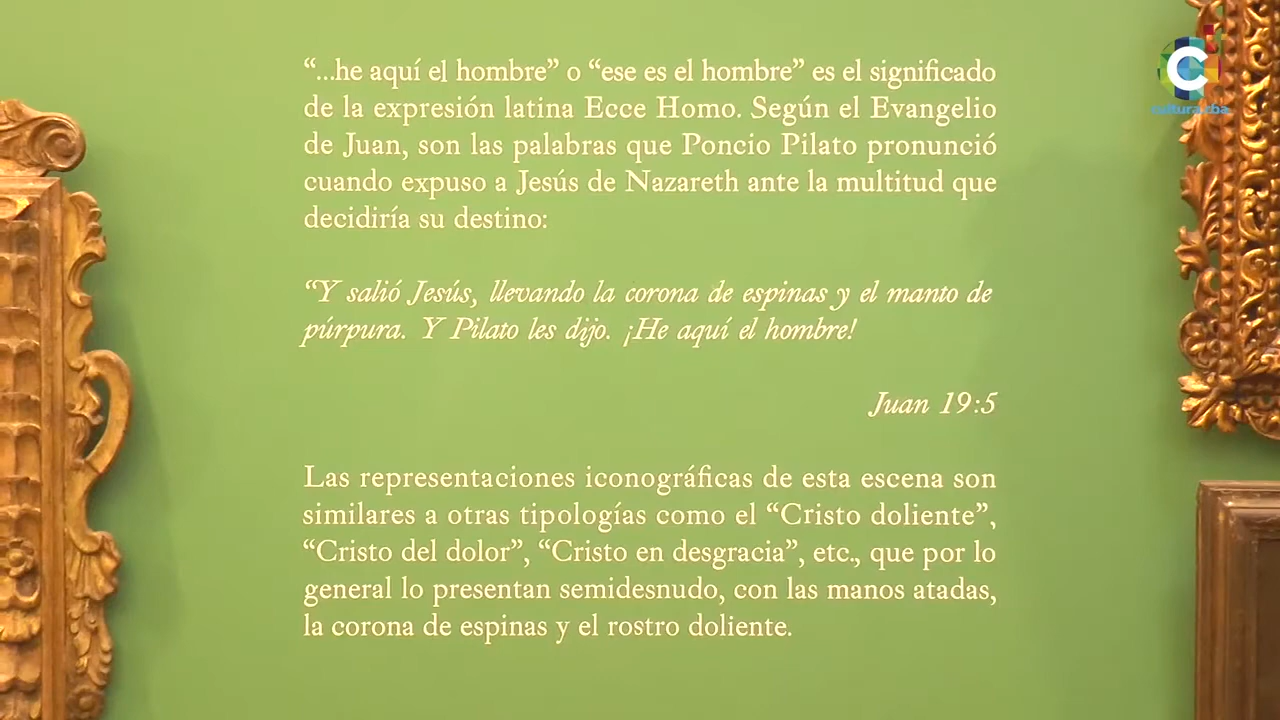 “...he aquí el hombre” o “ese es el hombre” es el significado
de la expresión latina Ecce Homo. Según el Evangelio
de Juan, son las palabras que Poncio Pilato pronunció
cuando expuso a Jesús de Nazareth ante la multitud que
decidiría su destino:
“Y salió Jesús, llevando la corona de espinas y el manto de
púrpura. Y Pilato les dijo. ¡He aquí el hombre!
Juan 19:5
Las representaciones iconográficas de esta escena son
similares a otras tipologías como el “Cristo doliente”,
“Cristo del dolor”, “Cristo en desgracia”, etc., que por lo
general lo presentan semidesnudo, con las manos atadas,
la corona de espinas y el rostro doliente.